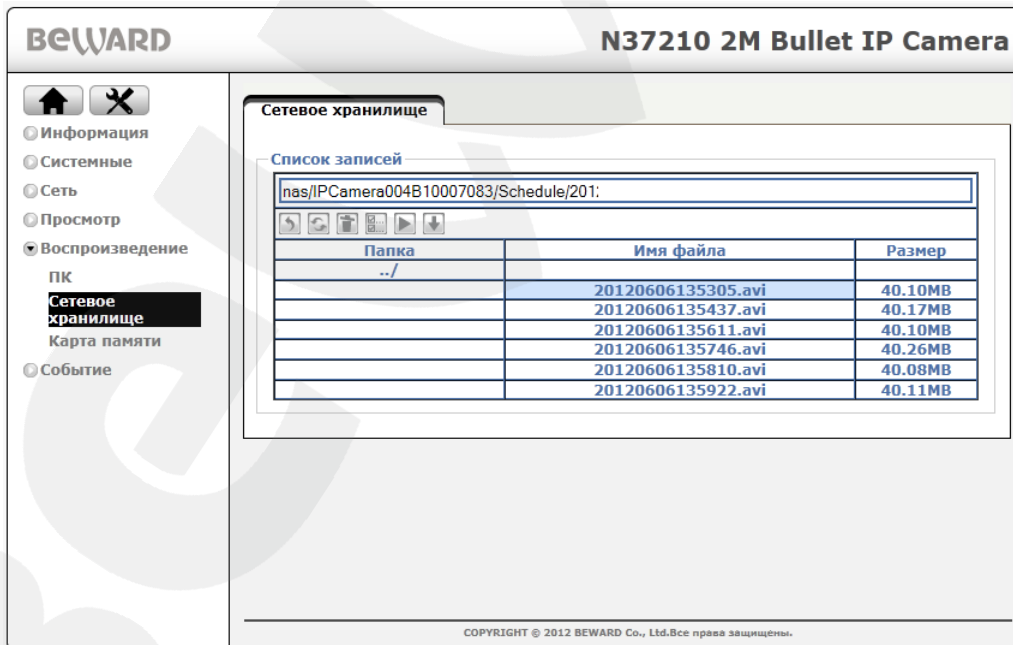 BEWARD
N37210 2M Bullet IP Camera
Информация
Системные
Сеть
Просмотр
Воспроизведение
ПК
Сетевое
хранилище
Карта памяти
Событие
Сетевое хранилище
Список записей
nas/IPCamera004B10007083/Schedule/201:
Папка Имя файла Размер
../
20120606135305.avi 40.10MB
20120606135437.avi 40.17MB
20120606135611.avi 40.10MB
20120606135746.avi 40.26MB
20120606135810.avi 40.08MB
20120606135922.avi 40.11MB
COPYRIGHT © 2012 BEWARD Co., Ltd.Все права защищены.